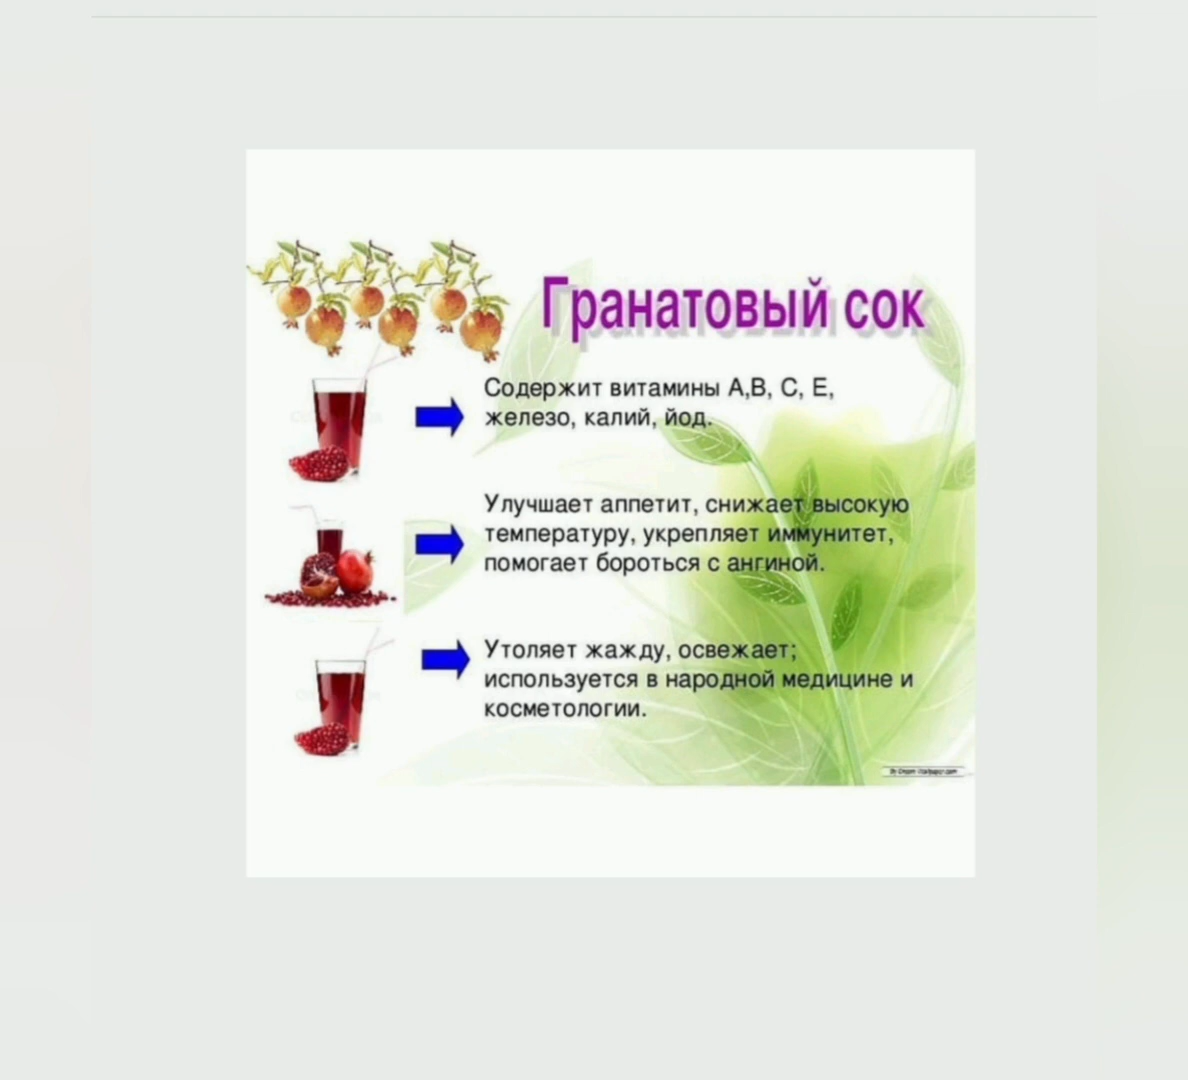 Гранатовый сок
Содержит витамины А,В, С, Е,
железо, калий, йод.
Улучшает аппетит, снижает высокую
температуру, укрепляет иммунитет,
помогает бороться с ангиной.
Утоляет жажду, освежает;
используется в народной медицине и
косметологии.